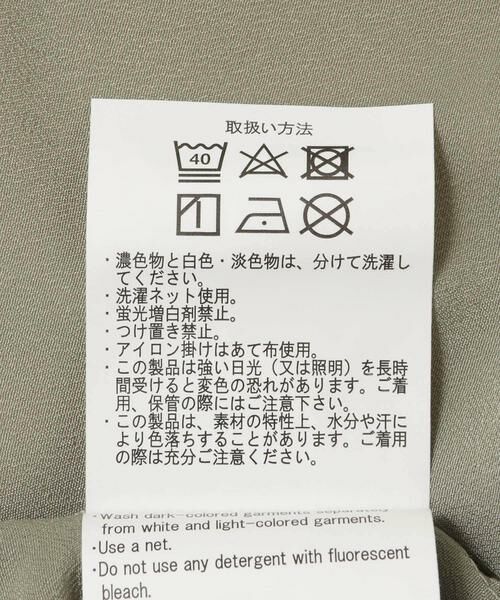 取扱い方法
40
・濃色物と白色・淡色物は、分けて洗濯し
てください。
・洗濯ネット使用。
・蛍光増白剤禁止。
・つけ置き禁止。
・アイロン掛けはあて布使用。
・この製品は強い日光（又は照明）を長時
間受けると変色の恐れがあります。ご着
用、保管の際にはご注意下さい。
・この製品は、素材の特性上、水分や汗に
より色落ちすることがあります。ご着用
の際は充分ご注意ください。
・Wash dark-colored garments separately
from white and light-colored garments.
・Use a net.
・Do not use any detergent with fluorescent
bleach.